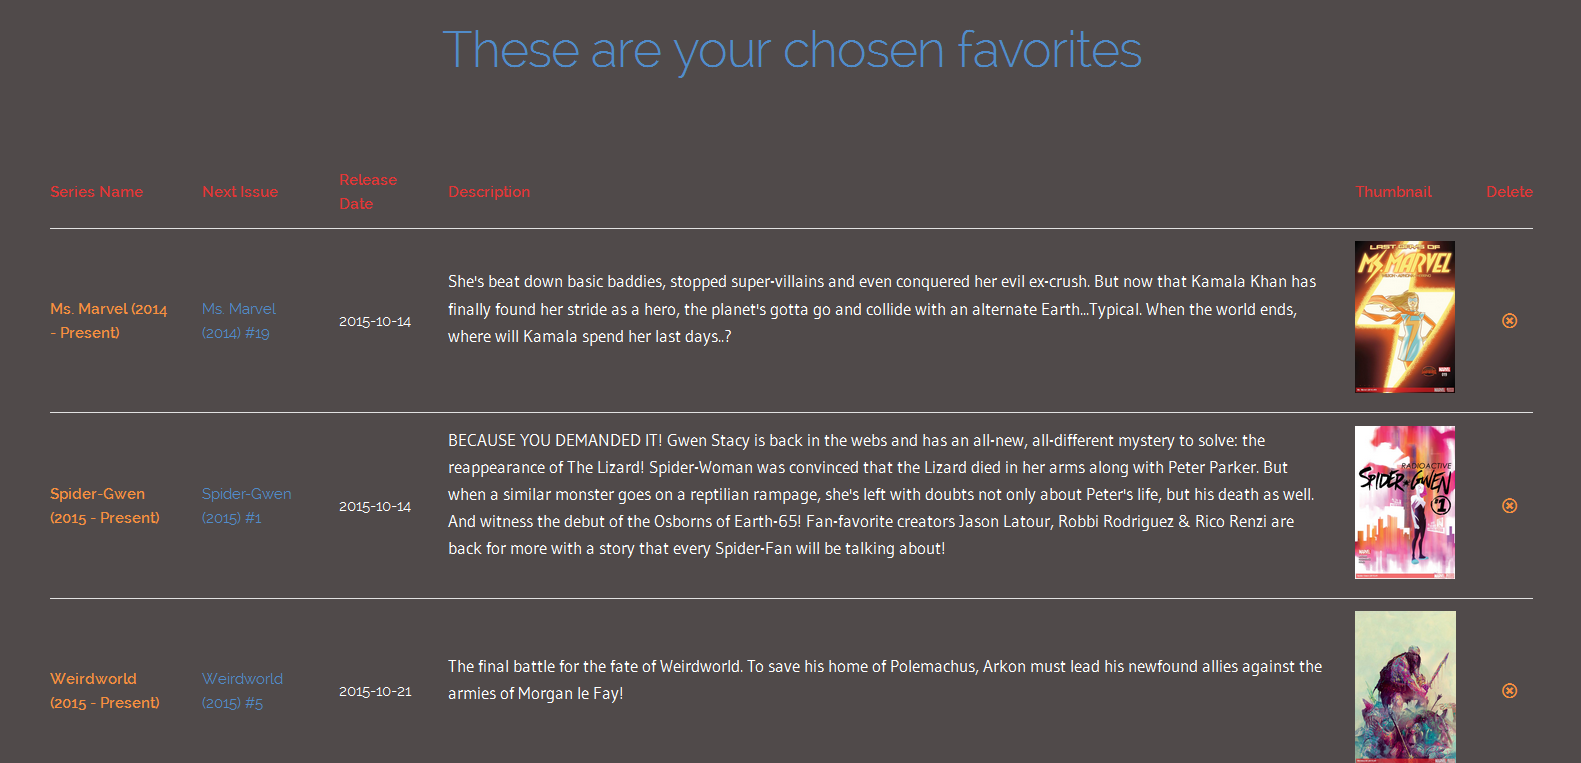 These are your chosen favorites
Series Name
Next Issue
Release
Date
Description
Thumbnail
Delete
Ms. Marvel (2014
- Present)
Ms. Marvel
(2014) #19
2015-10-14
She's beat down basic baddies, stopped super-villains and even conquered her evil ex-crush. But now that Kamala Khan has
finally found her stride as a hero, the planet's gotta go and collide with an alternate Earth...Typical. When the world ends,
where will Kamala spend her last days..?
LAST DAYS OF
MS. MARVEL
Spider-Gwen
(2015 - Present)
Spider-Gwen
(2015) #1
2015-10-14
BECAUSE YOU DEMANDED IT! Gwen Stacy is back in the webs and has an all-new, all-different mystery to solve: the
reappearance of The Lizard! Spider-Woman was convinced that the Lizard died in her arms along with Peter Parker. But
when a similar monster goes on a reptilian rampage, she's left with doubts not only about Peter's life, but his death as well.
And witness the debut of the Osborns of Earth-65! Fan-favorite creators Jason Latour, Robbi Rodriguez & Rico Renzi are
back for more with a story that every Spider-Fan will be talking about!
RADIOACTIVE
SPIDER-GWEN
#1
Weirdworld
(2015 - Present)
Weirdworld
(2015) #5
2015-10-21
The final battle for the fate of Weirdworld. To save his home of Polemachus, Arkon must lead his newfound allies against the
armies of Morgan le Fay!